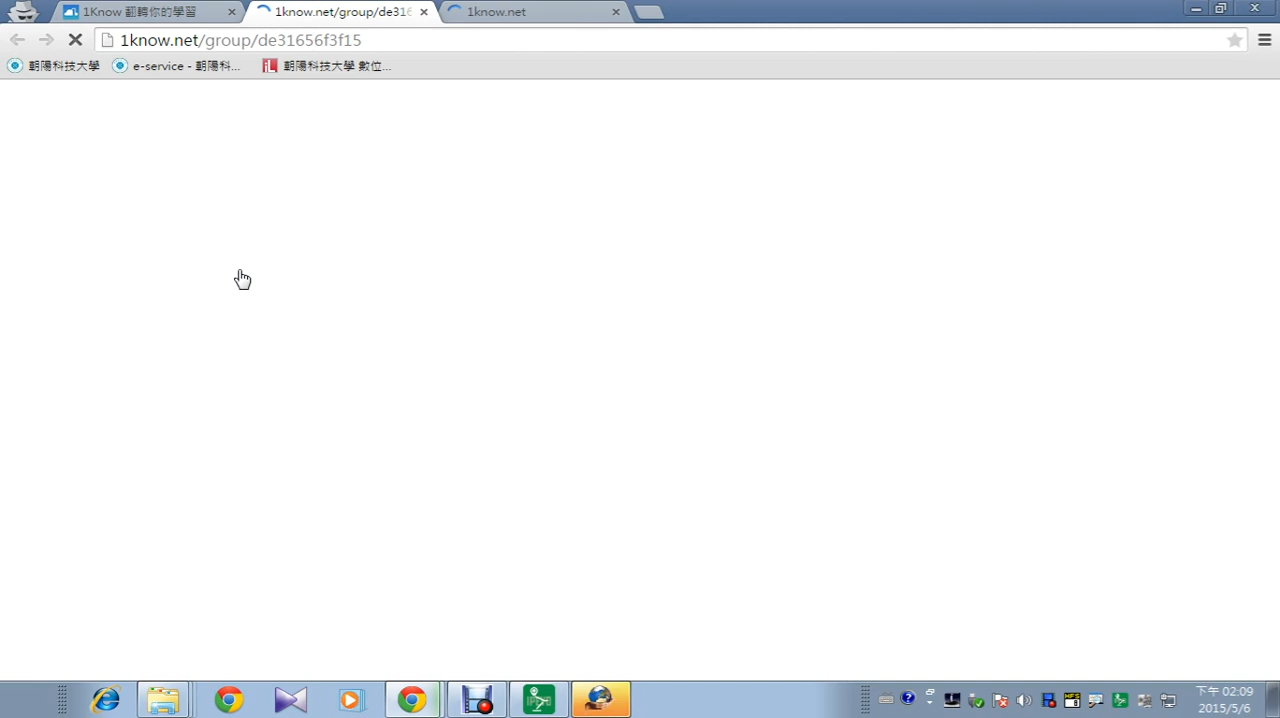 1Know 翻轉你的學習
1know.net/group/de316
1know.net
1know.net/group/de31656f3f15
朝陽科技大學
e-service - 朝陽科...
朝陽科技大學 數位...
下午 02:09
2015/5/6